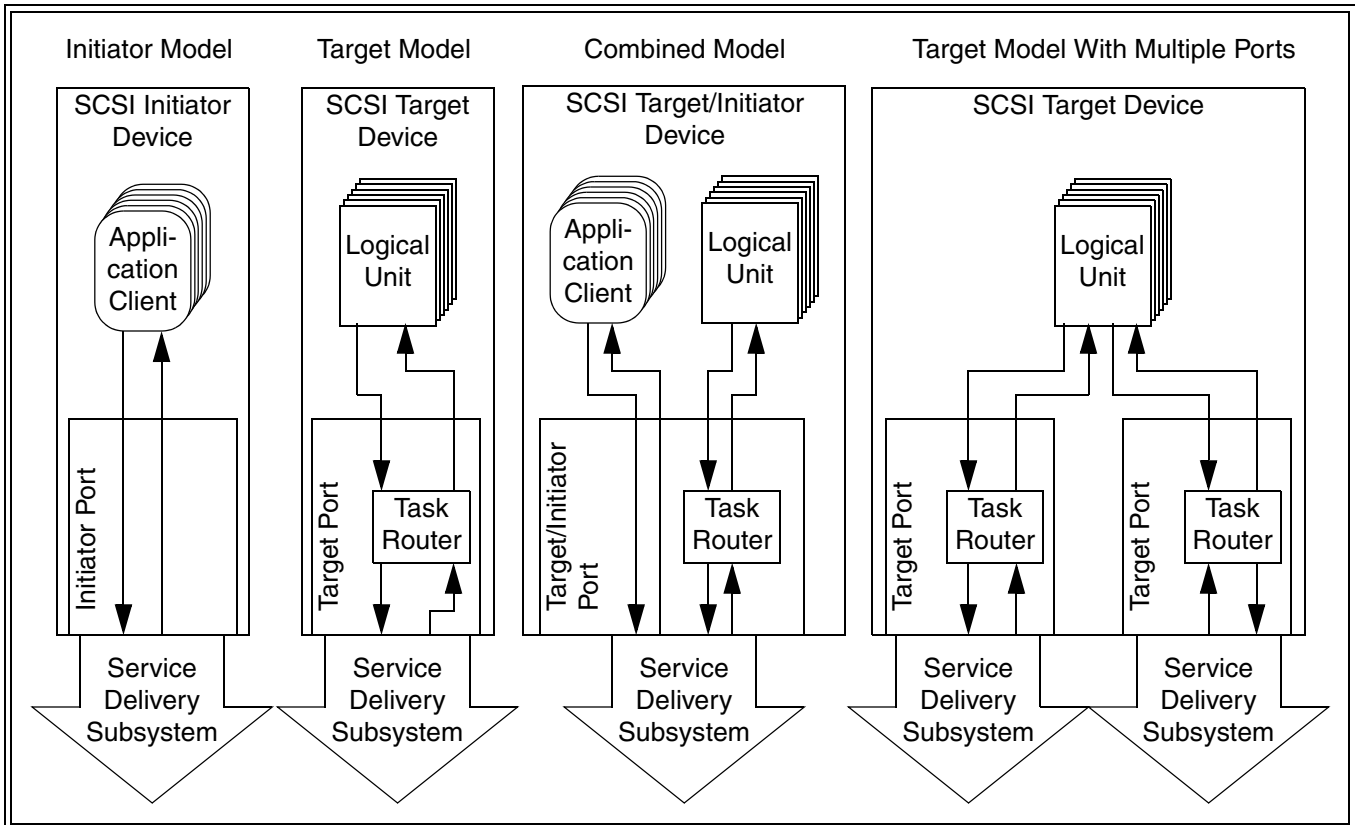 Initiator Model
SCSI Initiator
Device
Appli-
cation
Client
Initiator Port
Service
Delivery
Subsystem
Target Model
SCSI Target
Device
Logical
Unit
Target Port
Task
Router
Service
Delivery
Subsystem
Combined Model
SCSI Target/Initiator
Device
Appli-
cation
Client
Logical
Unit
Target/Initiator
Port
Task
Router
Service
Delivery
Subsystem
Target Model With Multiple Ports
SCSI Target Device
Logical
Unit
Target Port
Task
Router
Service
Delivery
Subsystem
Target Port
Task
Router
Service
Delivery
Subsystem